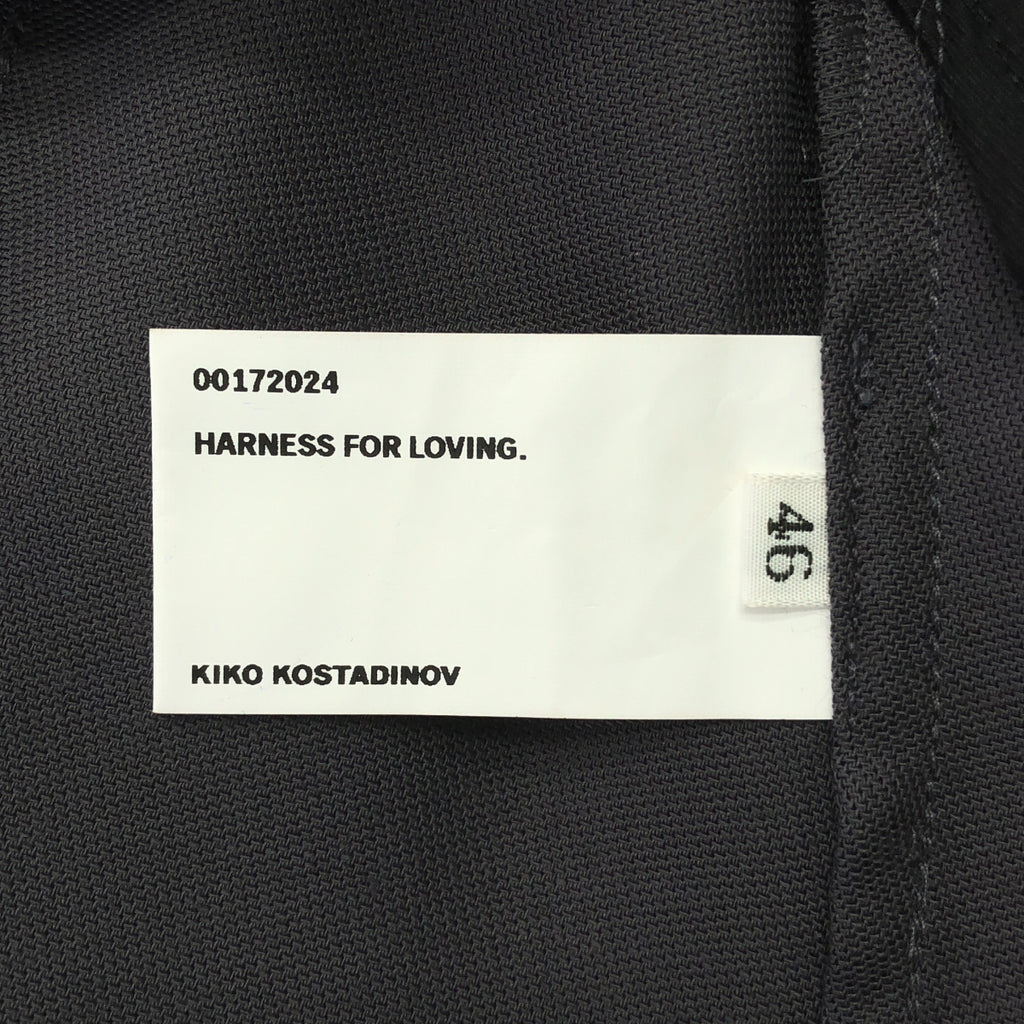 00172024
HARNESS FOR LOVING.
46
KIKO KOSTADINOV